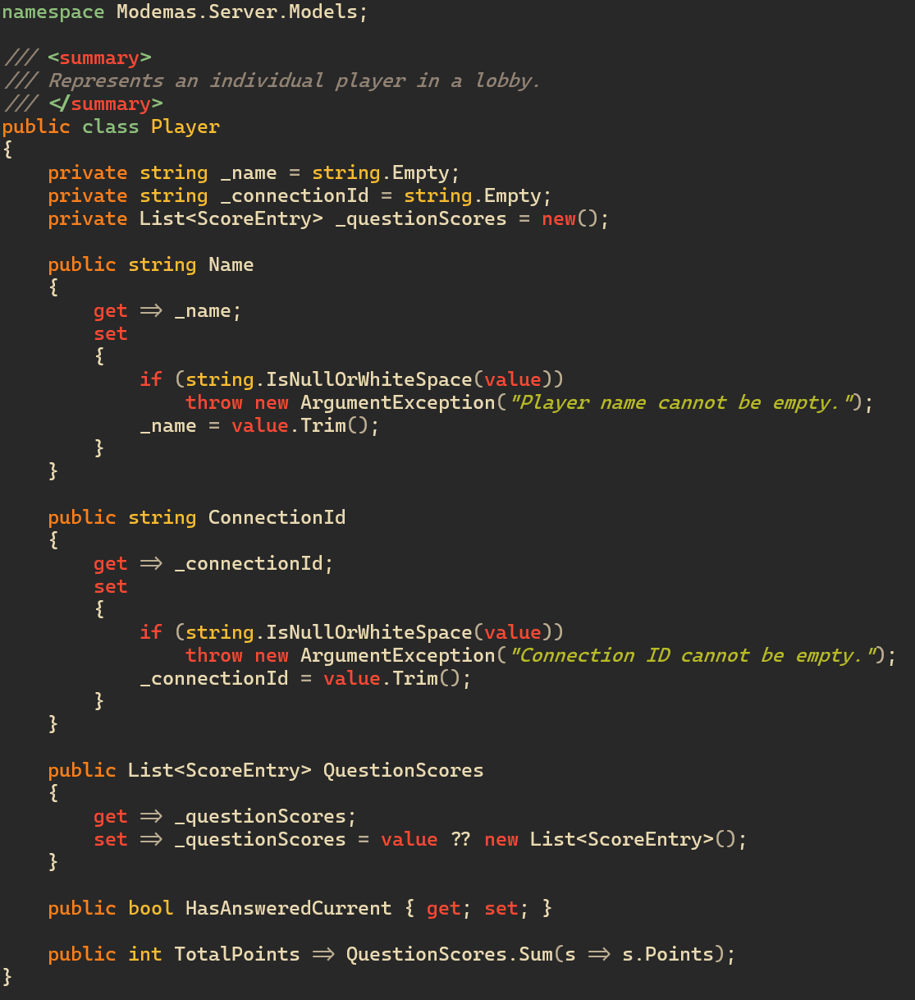 namespace Modemas.Server.Models;

/// <summary>
/// Represents an individual player in a lobby.
/// </summary>
public class Player
{
    private string _name = string.Empty;
    private string _connectionId = string.Empty;
    private List<ScoreEntry> _questionScores = new();

    public string Name
    {
        get => _name;
        set
        {
            if (string.IsNullOrWhiteSpace(value))
                throw new ArgumentException("Player name cannot be empty.");
            _name = value.Trim();
        }
    }

    public string ConnectionId
    {
        get => _connectionId;
        set
        {
            if (string.IsNullOrWhiteSpace(value))
                throw new ArgumentException("Connection ID cannot be empty.");
            _connectionId = value.Trim();
        }
    }

    public List<ScoreEntry> QuestionScores
    {
        get => _questionScores;
        set => _questionScores = value ?? new List<ScoreEntry>();
    }

    public bool HasAnsweredCurrent { get; set; }

    public int TotalPoints => QuestionScores.Sum(s => s.Points);
}